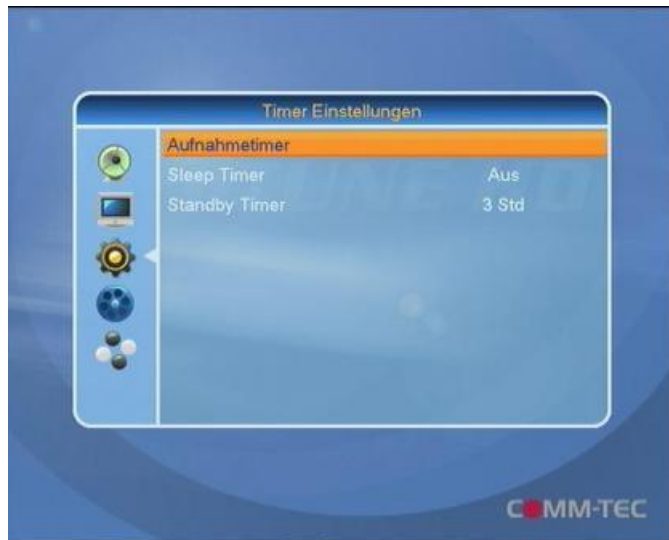 Timer Einstellungen
Aufnahmetimer
Sleep Timer Aus
Standby Timer 3 Std
COMM-TEC